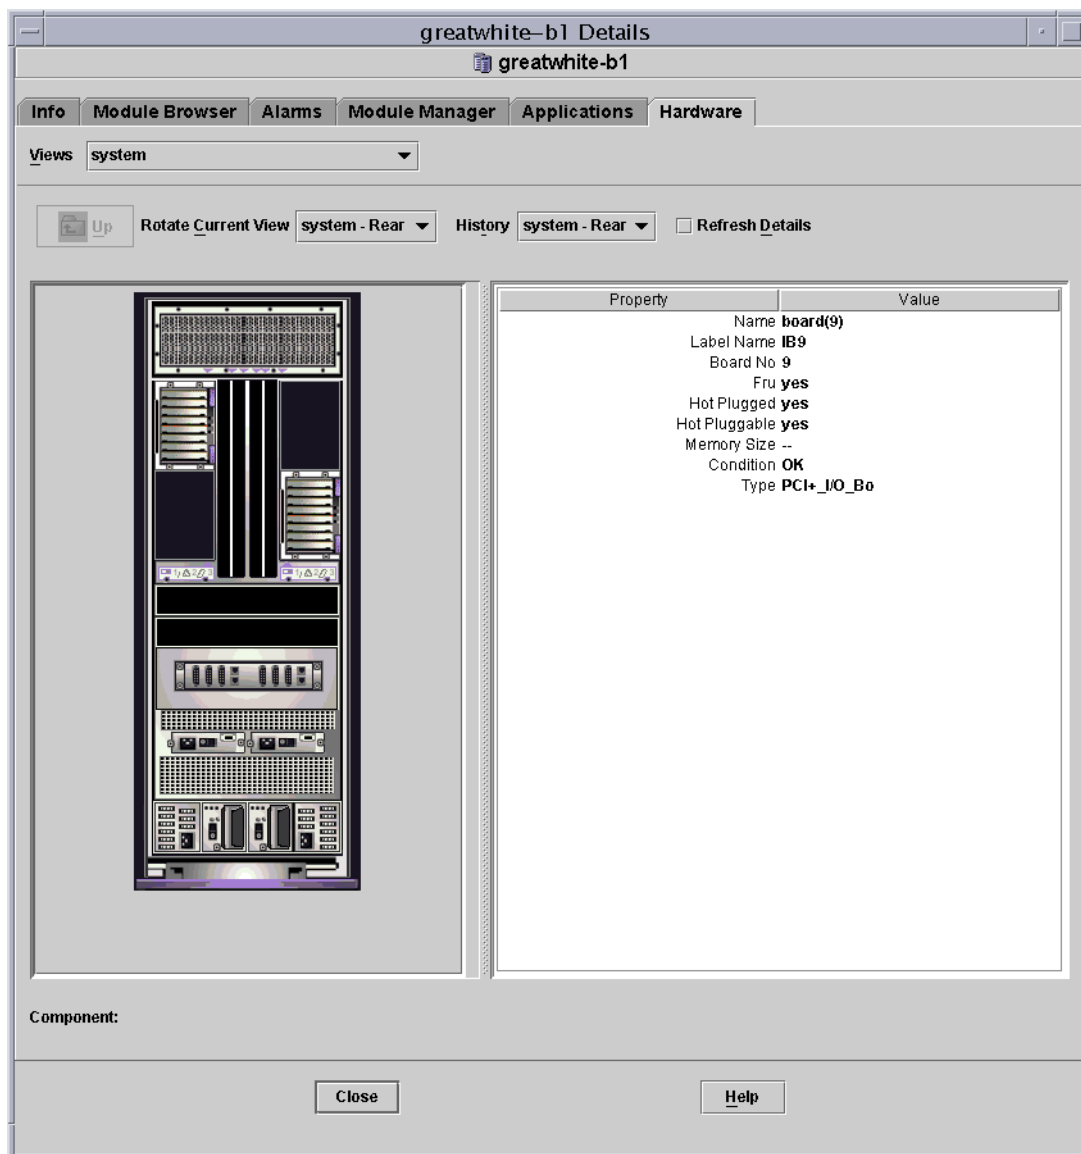 greatwhite-b1 Details
greatwhite-b1
Info Module Browser Alarms Module Manager Applications Hardware
Views system
Up Rotate Current View system - Rear History system - Rear Refresh Details
Property Value
Name board(9)
Label Name IB9
Board No 9
Fru yes
Hot Plugged yes
Hot Pluggable yes
Memory Size --
Condition OK
Type PCI+_I/O_Bo
Component:
Close Help